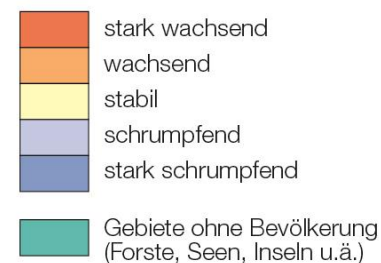 stark wachsend
wachsend
stabil
schrumpfend
stark schrumpfend
Gebiete ohne Bevölkerung
(Forste, Seen, Inseln u.ä.)